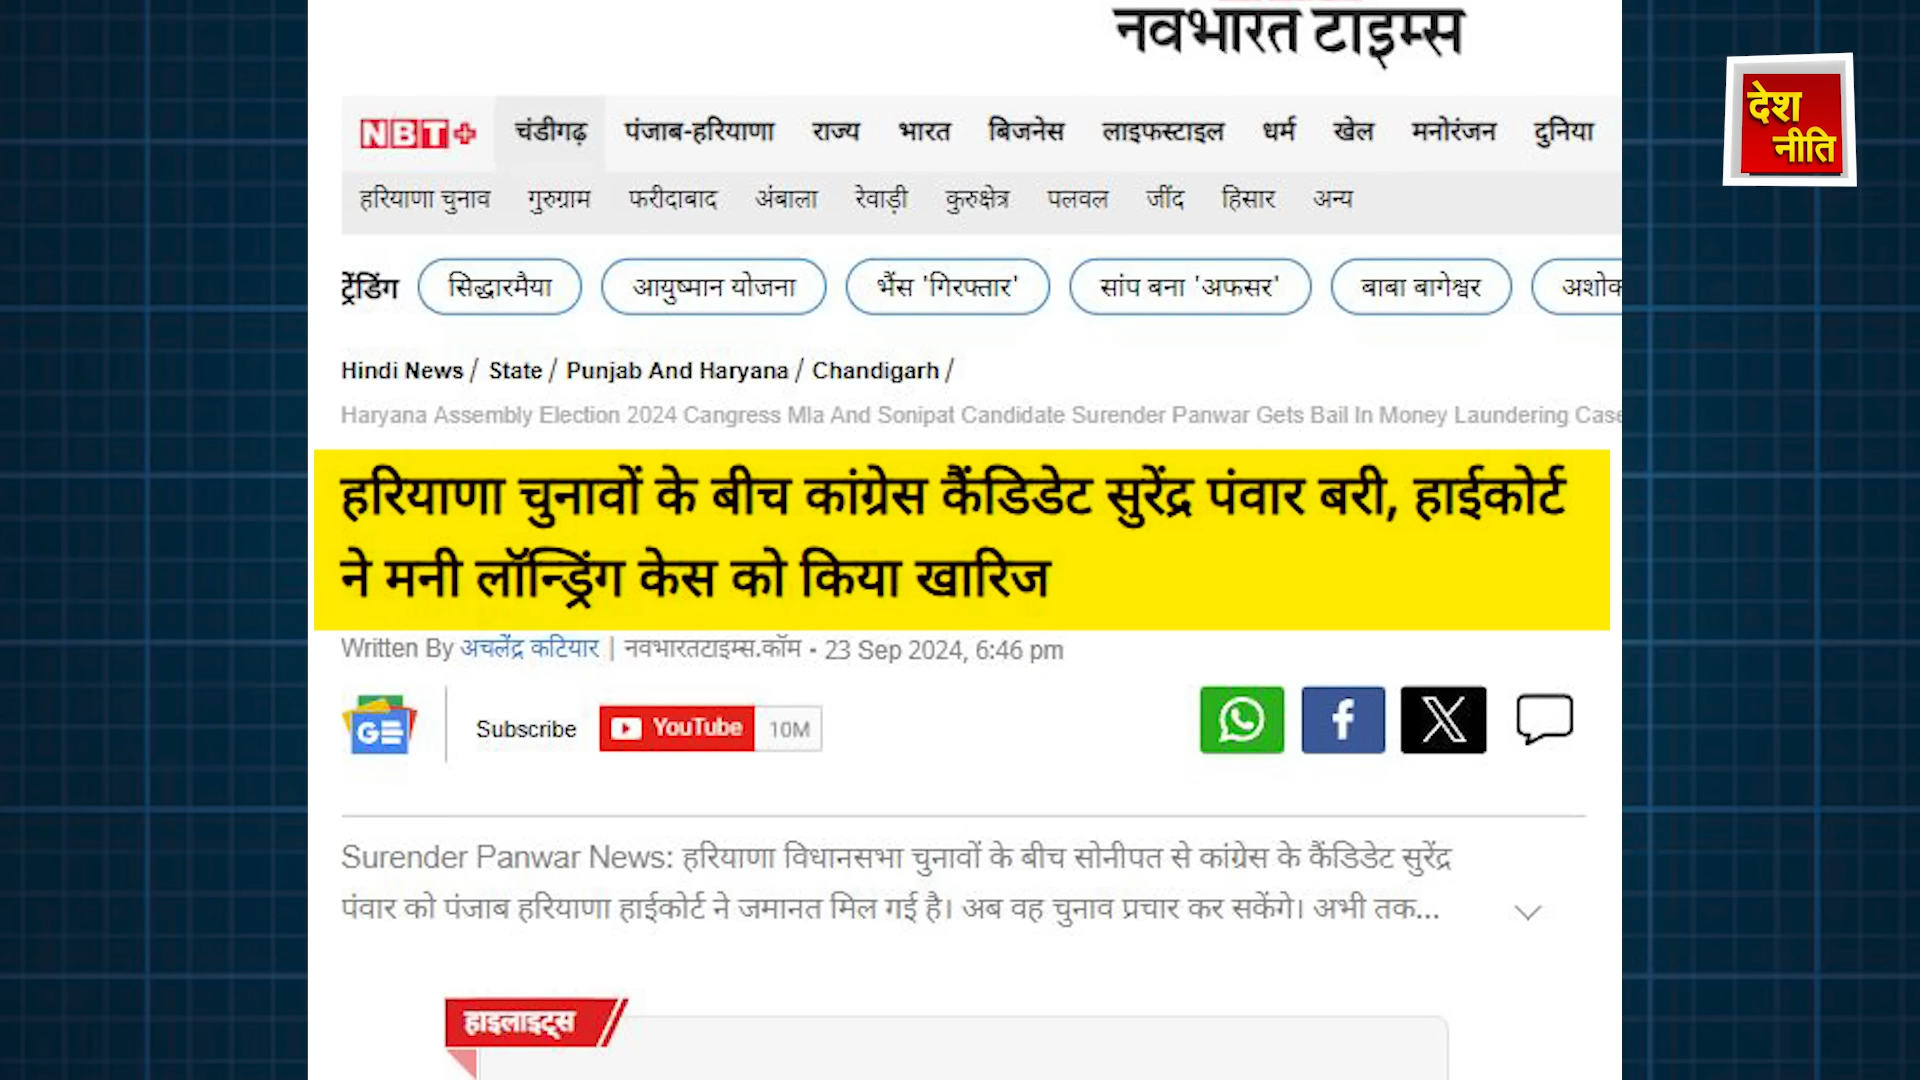 नवभारत टाइम्स
देश
नीति
NBT+ चंडीगढ़ पंजाब-हरियाणा राज्य भारत बिजनेस लाइफस्टाइल धर्म खेल मनोरंजन दुनिया
हरियाणा चुनाव गुरुग्राम फरीदाबाद अंबाला रेवाड़ी कुरुक्षेत्र पलवल जींद हिसार अन्य
ट्रेंडिंग सिद्धारमैया आयुष्मान योजना भैंस 'गिरफ्तार' सांप बना 'अफसर' बाबा बागेश्वर अशोक
Hindi News / State / Punjab And Haryana / Chandigarh /
Haryana Assembly Election 2024 Cangress Mla And Sonipat Candidate Surender Panwar Gets Bail In Money Laundering Case
हरियाणा चुनावों के बीच कांग्रेस कैंडिडेट सुरेंद्र पंवार बरी, हाईकोर्ट
ने मनी लॉन्ड्रिंग केस को किया खारिज
Written By अचलेंद्र कटियार | नवभारतटाइम्स.कॉम • 23 Sep 2024, 6:46 pm
Subscribe YouTube 10M
Surender Panwar News: हरियाणा विधानसभा चुनावों के बीच सोनीपत से कांग्रेस के कैंडिडेट सुरेंद्र
पंवार को पंजाब हरियाणा हाईकोर्ट ने जमानत मिल गई है। अब वह चुनाव प्रचार कर सकेंगे। अभी तक...
हाइलाइट्स